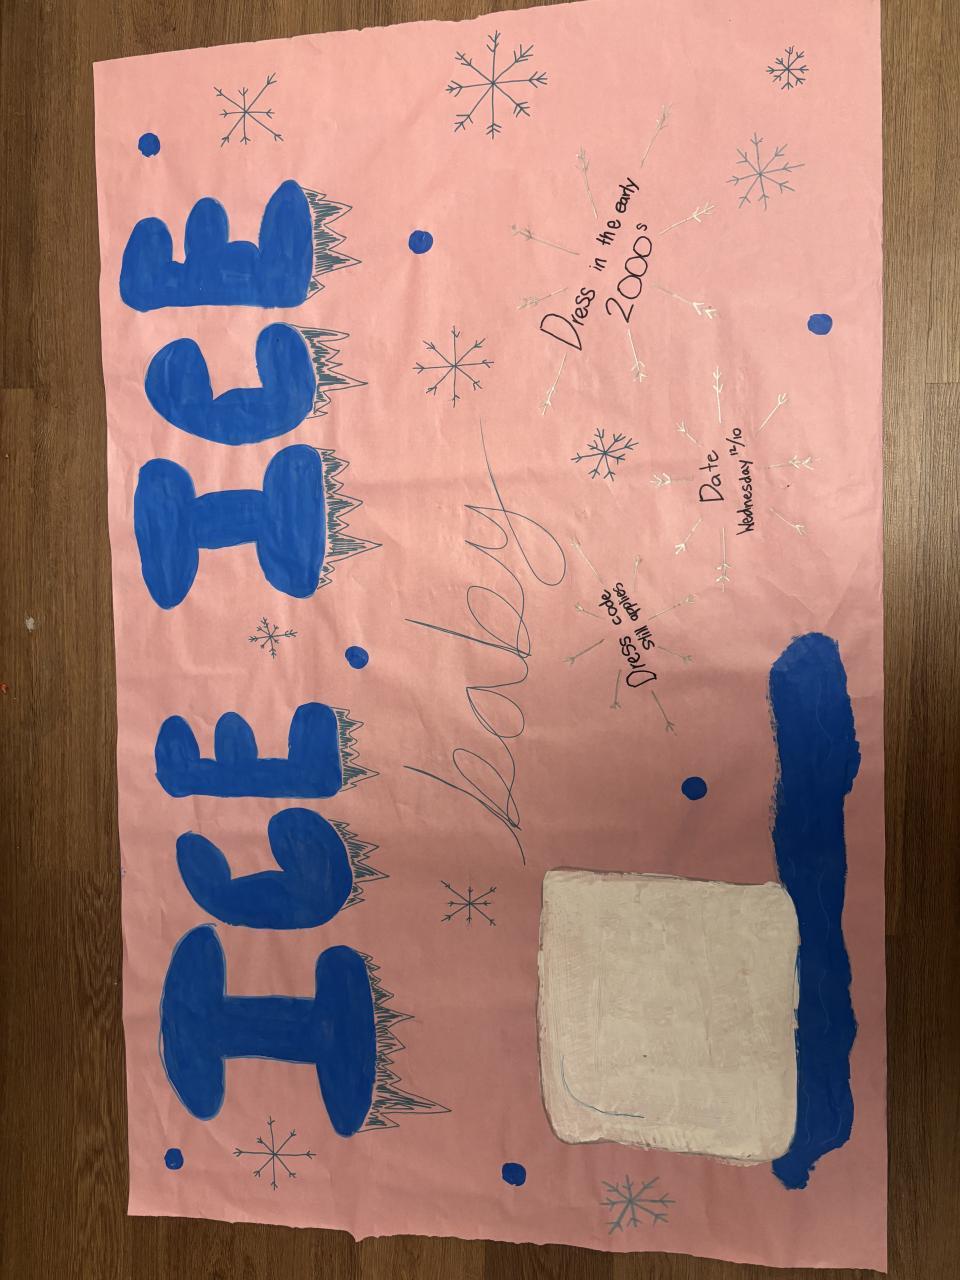 ICE ICE
baby
Dress in the early
2000s
Date
Wednesday 12/10
Dress code
still applies